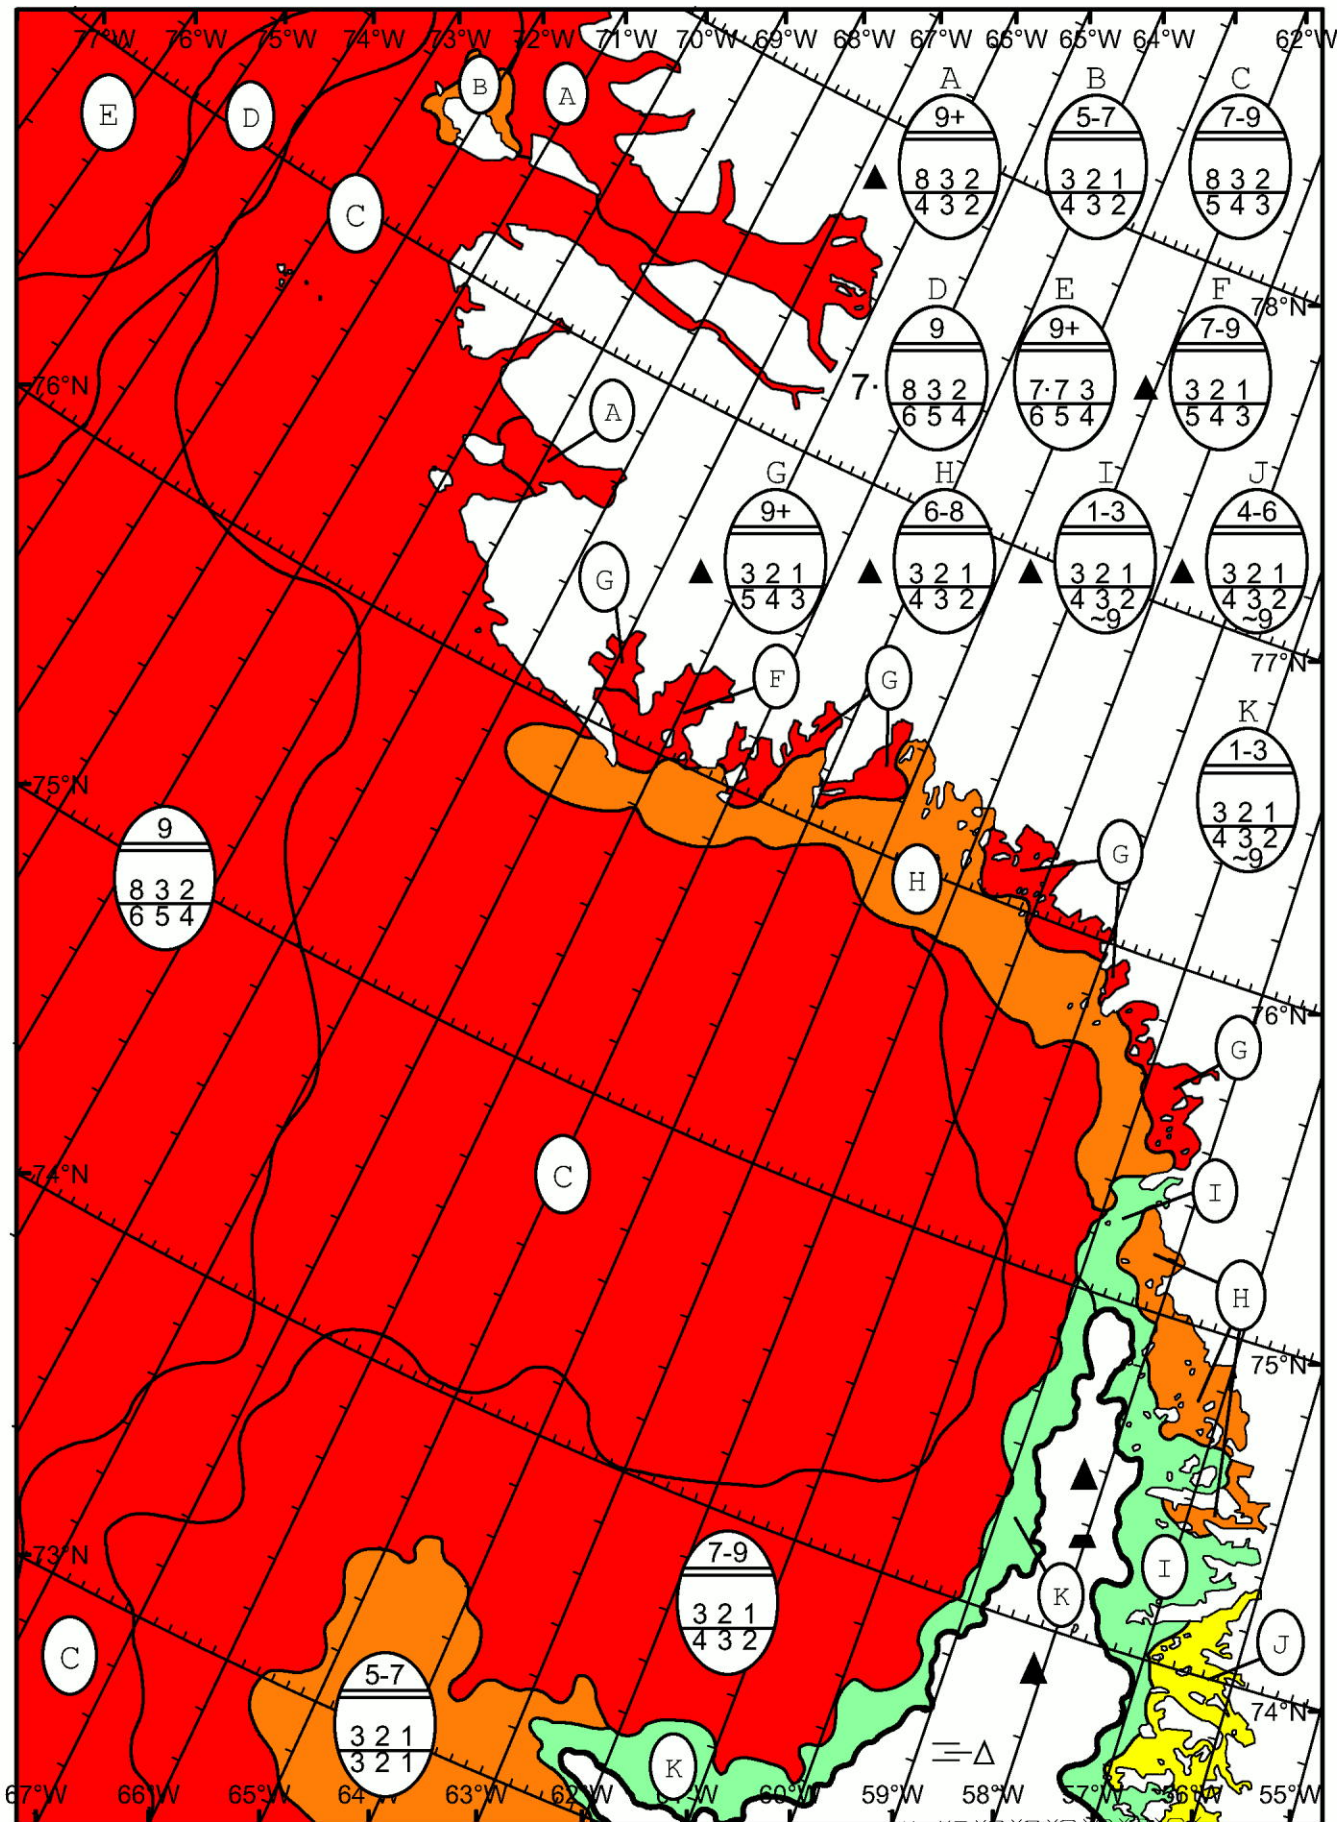 77°W 76°W 75°W 74°W 73°W 72°W 71°W 70°W 69°W 68°W 67°W 66°W 65°W 64°W 62°W
E D B A
C
A B C
9+ 5-7 7-9
8 3 2 3 2 1 8 3 2
4 3 2 4 3 2 5 4 3
D E F
78°N
9 9+ 7-9
76°N
7· 8 3 2 7·7 3 3 2 1
6 5 4 6 5 4 5 4 3
A
G H I J
9+ 6-8 1-3 4-6
3 2 1 3 2 1 3 2 1 3 2 1
5 4 3 4 3 2 4 3 2 4 3 2
~9 ~9
G
77°N
F G
K
1-3
75°N
3 2 1
4 3 2
~9
9
8 3 2
6 5 4
G
H
76°N
G
74°N
C
I
H
75°N
73°N
7-9
3 2 1
4 3 2
I
K
C
J
5-7
3 2 1
3 2 1
74°N
K
67°W 66°W 65°W 64°W 63°W 62°W 60°W 59°W 58°W 57°W 56°W 55°W